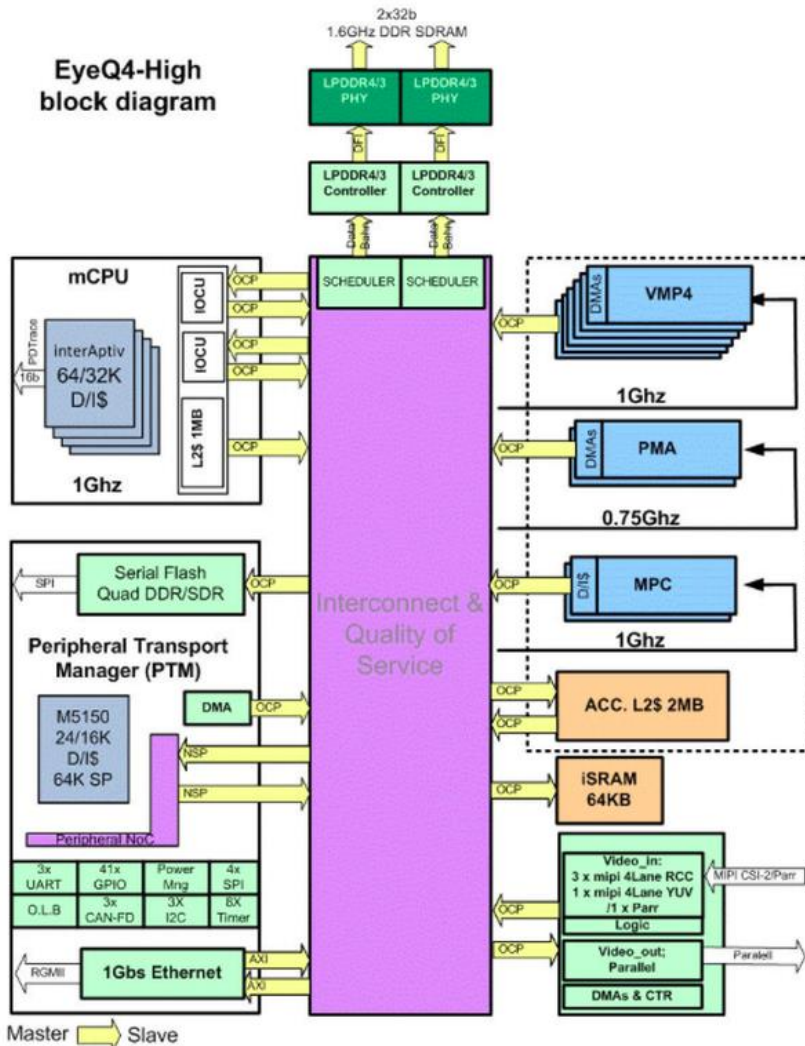 2x32b
1.6GHz DDR SDRAM
EyeQ4-High
block diagram
LPDDR4/3
PHY
LPDDR4/3
PHY
DFI
DFI
LPDDR4/3
Controller
LPDDR4/3
Controller
Data
Bahn
Data
Bahn
SCHEDULER
SCHEDULER
mCPU
IOCU
OCP
OCP
IOCU
OCP
OCP
PDTrace
16b
InterAptiv
64/32K
D/I$
L2$ 1MB
OCP
1Ghz
DMAs
VMP4
OCP
1Ghz
DMAs
PMA
OCP
0.75Ghz
D/I$
MPC
OCP
1Ghz
Interconnect &
Quality of
Service
SPI
Serial Flash
Quad DDR/SDR
OCP
Peripheral Transport
Manager (PTM)
M5150
24/16K
D/I$
64K SP
DMA
OCP
NSP
NSP
Peripheral NoC
OCP
OCP
ACC. L2$ 2MB
OCP
iSRAM
64KB
3x
UART
41x
GPIO
Power
Mng
4x
SPI
O.L.B
3x
CAN-FD
3X
I2C
8X
Timer
RGMII
1Gbs Ethernet
AXI
AXI
OCP
Video_in:
3 x mipi 4Lane RCC
1 x mipi 4Lane YUV
/1 x Parr
MIPI CSI-2/Parr
Logic
OCP
Video_out;
Parallel
Paralell
DMAs & CTR
Master
Slave